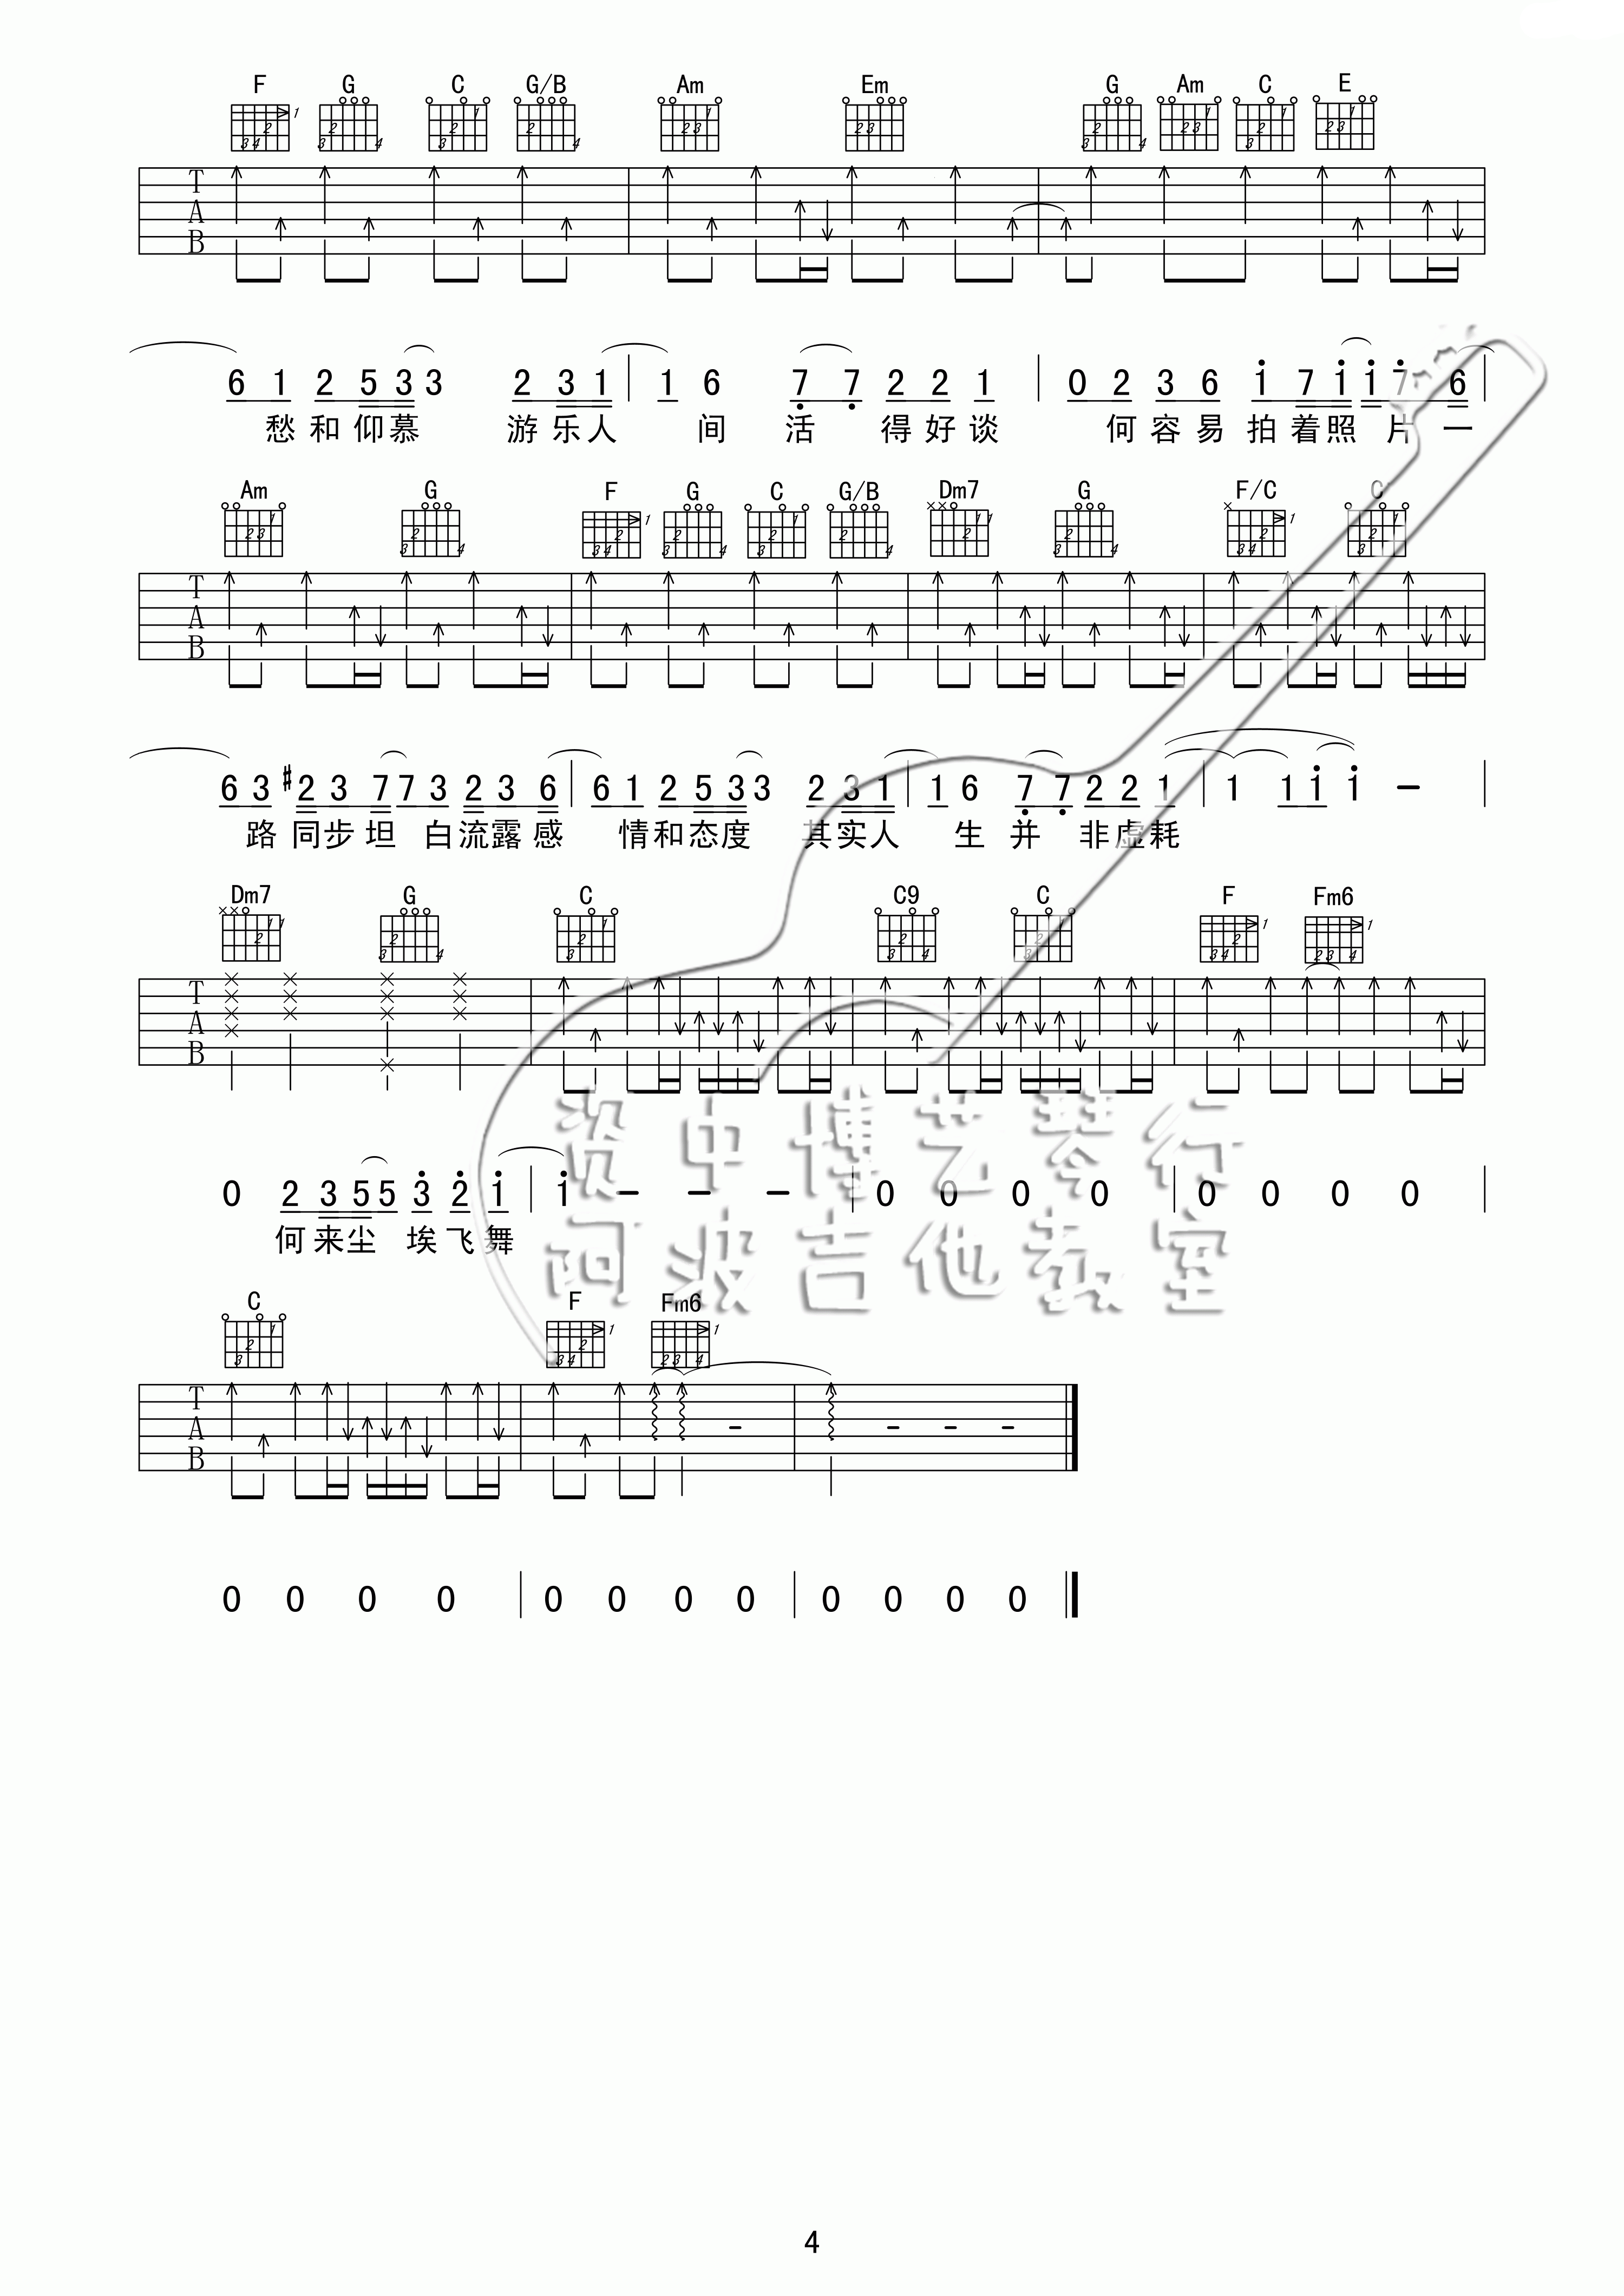 F G C G/B Am Em G Am C E
T
A
B
6 1 2 5 3 3 2 3 1 | 1 6 7 7 2 2 1 | 0 2 3 6 1 7 1 1 7 6 |
愁 和 仰 慕 游 乐 人 间 活 得 好 谈 何 容 易 拍 着 照 片 一
Am G F G C G/B Dm7 G F/C
T
A
B
6 3 #2 3 7 7 3 2 3 6 | 6 1 2 5 3 3 2 3 1 | 1 6 7 7 2 2 1 | 1 1 1 1 - |
路 同 步 坦 白 流 露 感 情 和 态 度 其 实 人 生 并 非 虚 耗
Dm7 G C C9 C F Fm6
T
A
B
0 2 3 5 5 3 2 1 | 1 - - - | 0 0 0 0 | 0 0 0 0 |
何 来 尘 埃 飞 舞
资中博艺琴行
阿波吉他教室
C F Fm6
T
A
B
0 0 0 0 | 0 0 0 0 | 0 0 0 0
4